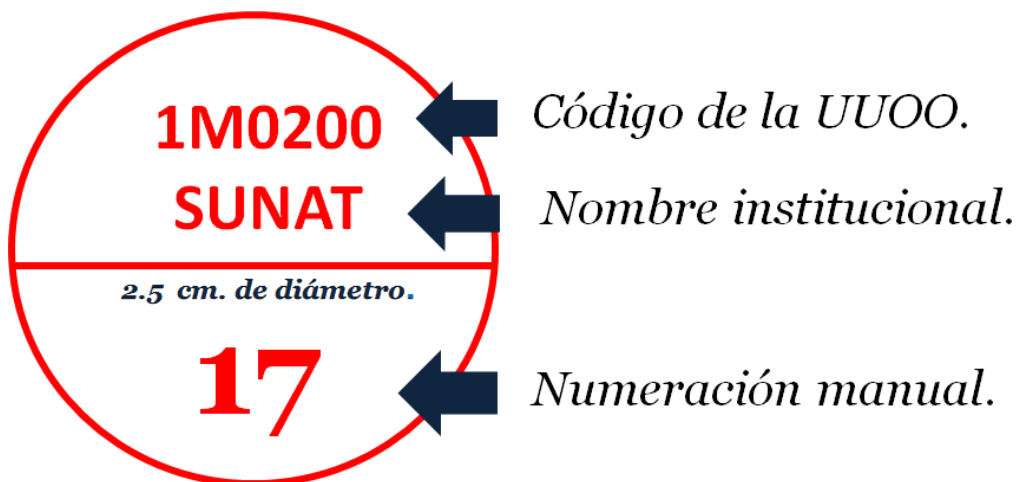 1M0200
Código de la UUOO.
SUNAT
Nombre institucional.
2.5 cm. de diámetro.
17
Numeración manual.